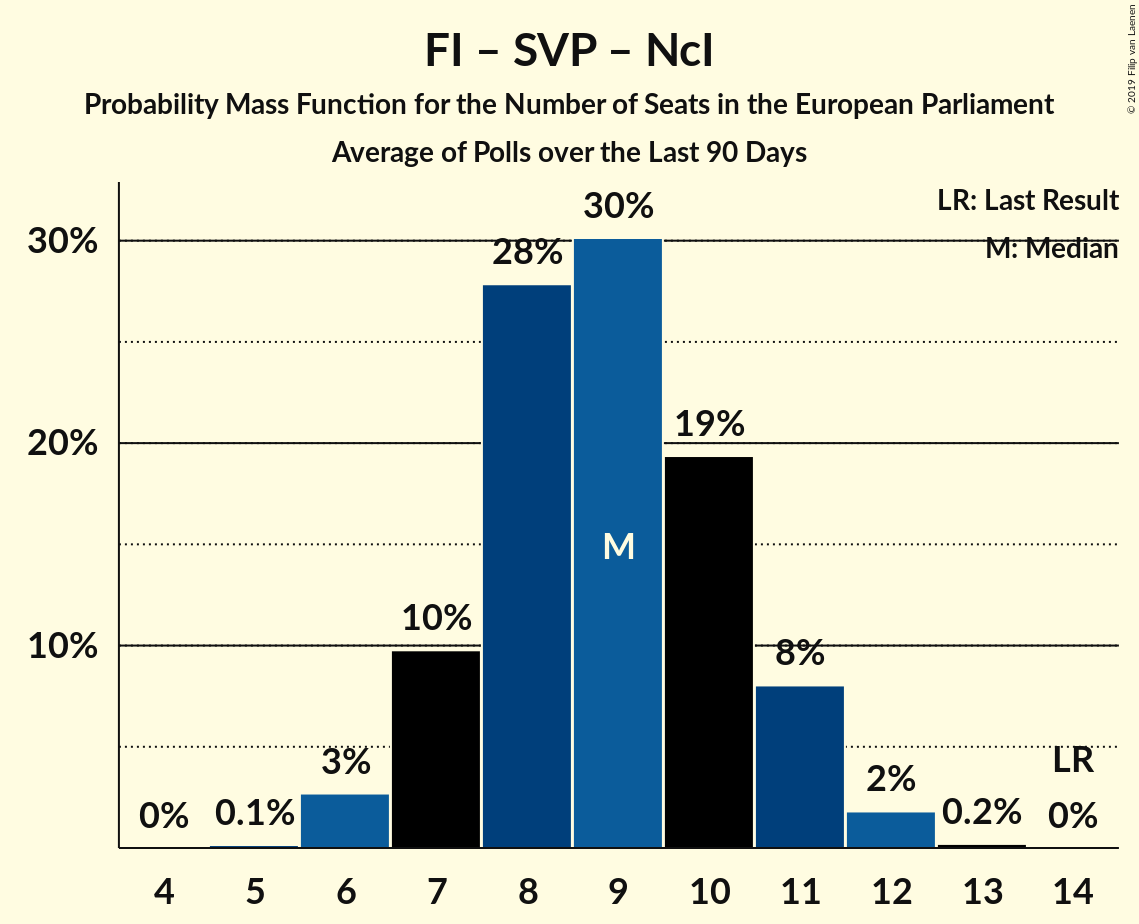 FI – SVP – NcI
Probability Mass Function for the Number of Seats in the European Parliament
Average of Polls over the Last 90 Days
© 2019 Filip van Laenen
LR: Last Result
M: Median
30%
20%
10%
0%
0.1%
3%
10%
28%
30%
M
19%
8%
2%
0.2%
LR
0%
4 5 6 7 8 9 10 11 12 13 14